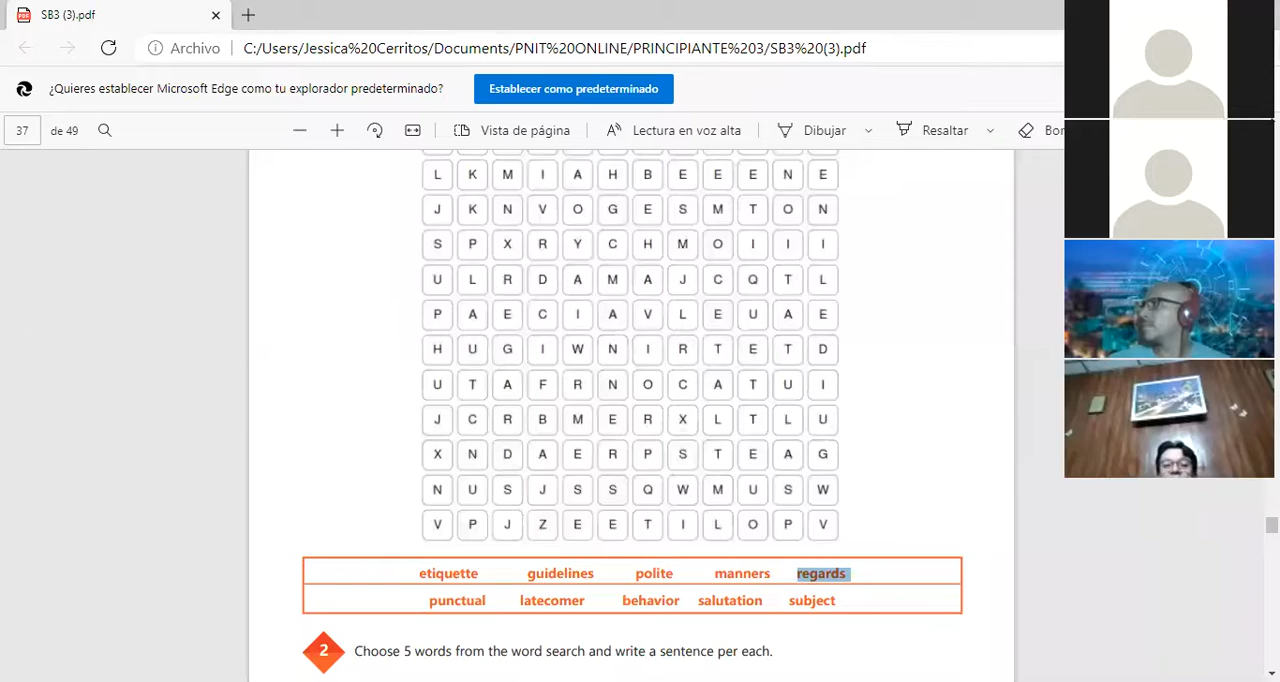 SB3 (3).pdf
Archivo C:/Users/Jessica%20Cerritos/Documents/PNIT%20ONLINE/PRINCIPIANTE%203/SB3%20(3).pdf
¿Quieres establecer Microsoft Edge como tu explorador predeterminado? Establecer como predeterminado
37 de 49 Vista de página Lectura en voz alta Dibujar Resaltar
L K M I A H B E E E N E
J K N V O G E S M T O N
S P X R Y C H M O I I I
U L R D A M A J C Q T L
P A E C I A V L E U A E
H U G I W N I R T E T D
U T A F R N O C A T U I
J C R B M E R X L T L U
X N D A E R P S T E A G
N U S J S S Q W M U S W
V P J Z E E T I L O P V
etiquette guidelines polite manners regards
punctual latecomer behavior salutation subject
2 Choose 5 words from the word search and write a sentence per each.